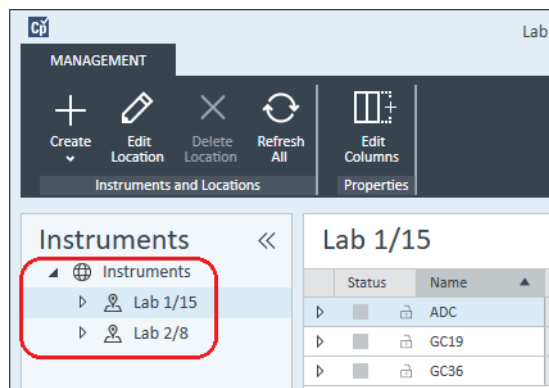 Cp
Lab
MANAGEMENT
Create
Edit
Location
Delete
Location
Refresh
All
Edit
Columns
Instruments and Locations
Properties
Instruments
Instruments
Lab 1/15
Lab 2/8
Lab 1/15
Status Name
ADC
GC19
GC36